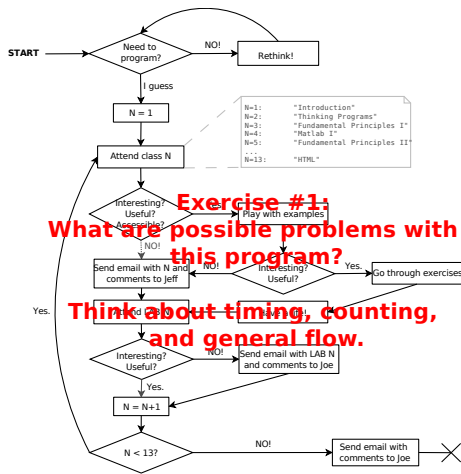 START
Need to
program?
NO!
Rethink!
I guess
N = 1
Attend class N
N=1: "Introduction"
N=2: "Thinking Programs"
N=3: "Fundamental Principles I"
N=4: "Matlab I"
N=5: "Fundamental Principles II"
...
N=13: "HTML"
Interesting?
Useful?
Accessible?
Yes.
Play with examples
Exercise #1:
What are possible problems with
this program?
NO!
Send email with N and
comments to Jeff
NO!
Interesting?
Useful?
Yes.
Go through exercises
Attend LAB N
Think about timing, counting,
and general flow.
Yes.
Interesting?
Useful?
NO!
Send email with LAB N
and comments to Joe
Yes.
N = N+1
N < 13?
NO!
Send email with
comments to Joe